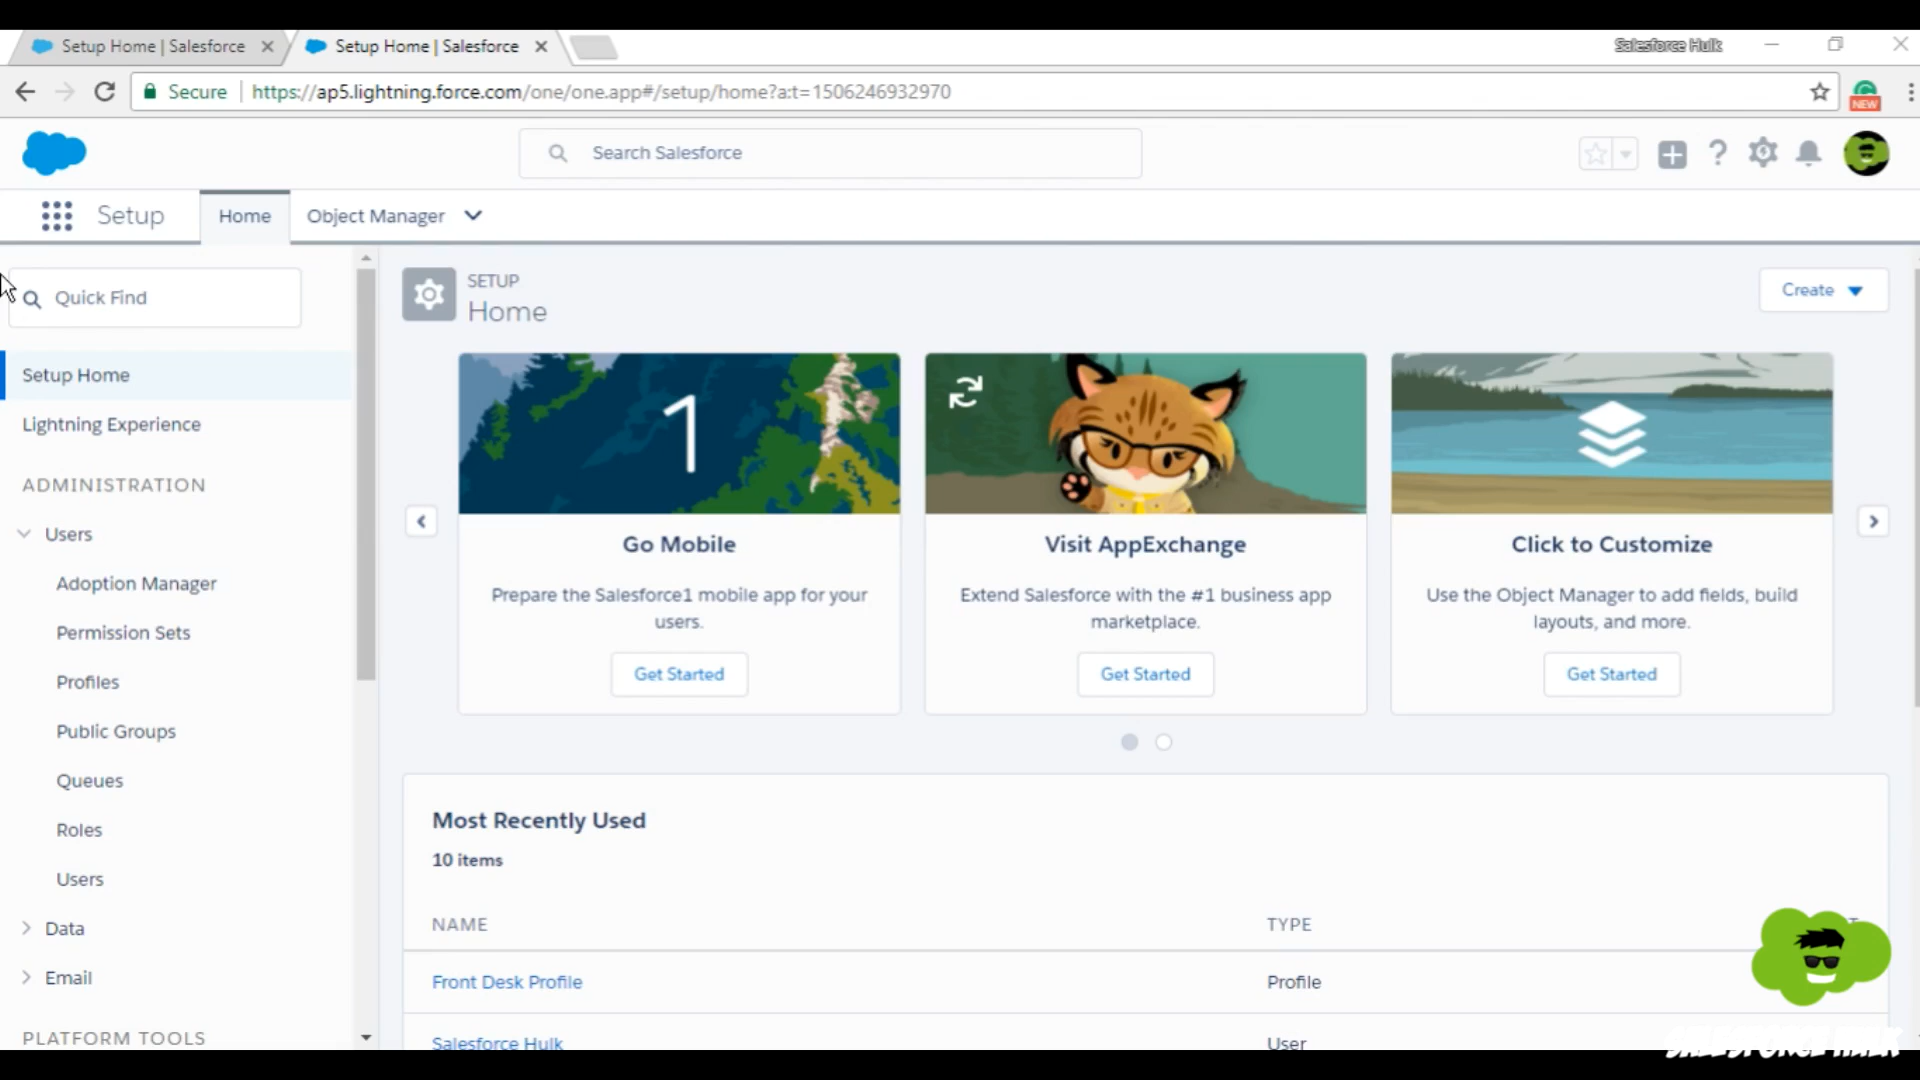 Setup Home | Salesforce
Setup Home | Salesforce
Salesforce Hulk
Secure
https://ap5.lightning.force.com/one/one.app#/setup/home?a:t=1506246932970
NEW
Search Salesforce
Setup
Home
Object Manager
Quick Find
Setup Home
Lightning Experience
ADMINISTRATION
Users
Adoption Manager
Permission Sets
Profiles
Public Groups
Queues
Roles
Users
Data
Email
PLATFORM TOOLS
SETUP
Home
Create
1
Go Mobile
Prepare the Salesforce1 mobile app for your
users.
Get Started
Visit AppExchange
Extend Salesforce with the #1 business app
marketplace.
Get Started
Click to Customize
Use the Object Manager to add fields, build
layouts, and more.
Get Started
Most Recently Used
10 items
NAME
TYPE
Front Desk Profile
Profile
Salesforce Hulk
User
SALESFORCE HULK